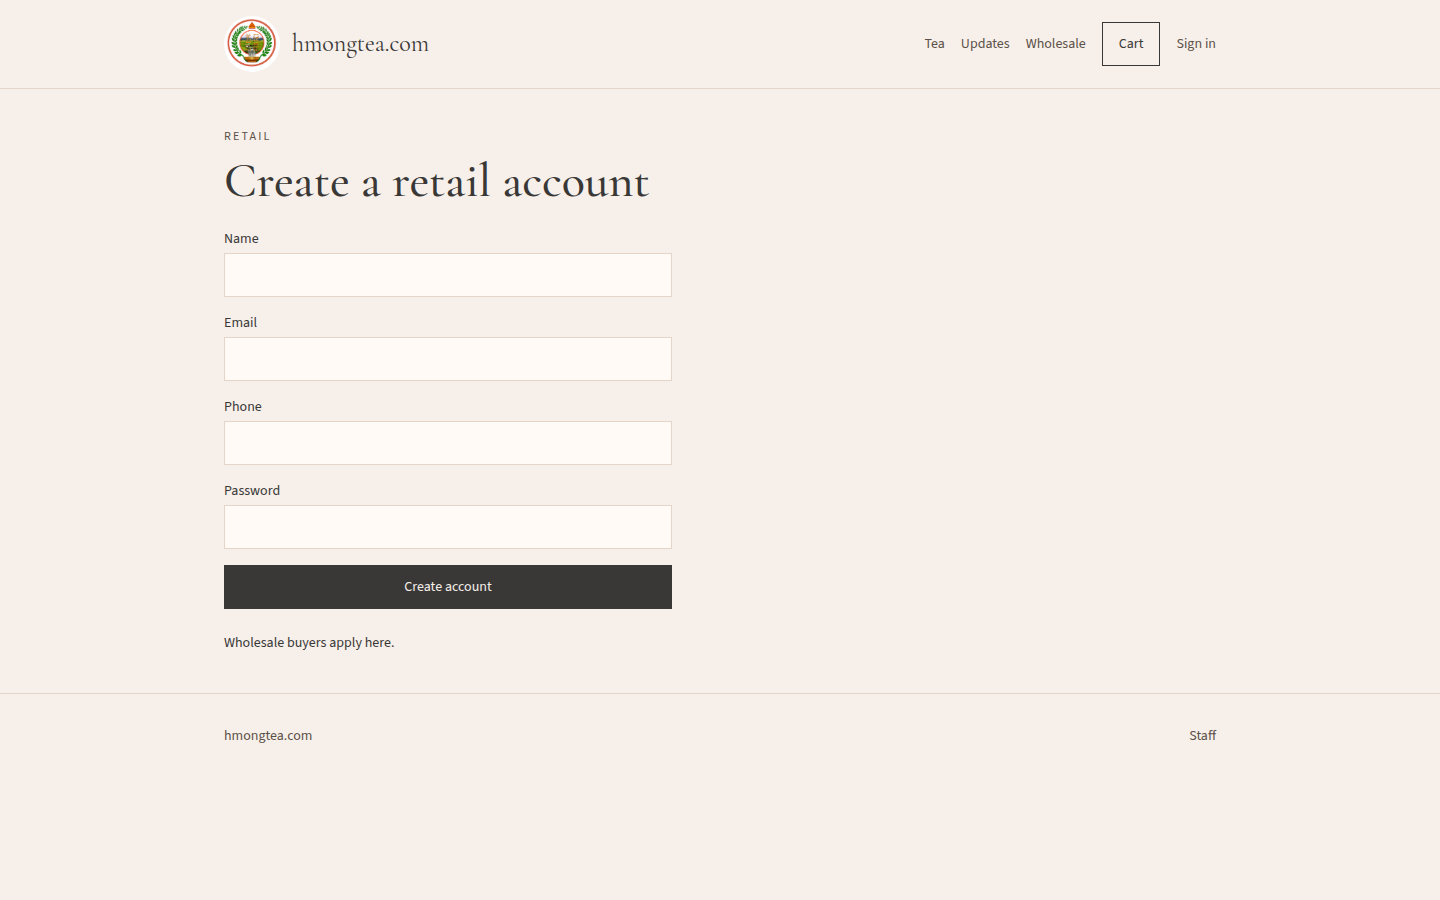 hmongtea.com
Tea
Updates
Wholesale
Cart
Sign in
RETAIL
Create a retail account
Name
Email
Phone
Password
Create account
Wholesale buyers apply here.
hmongtea.com
Staff